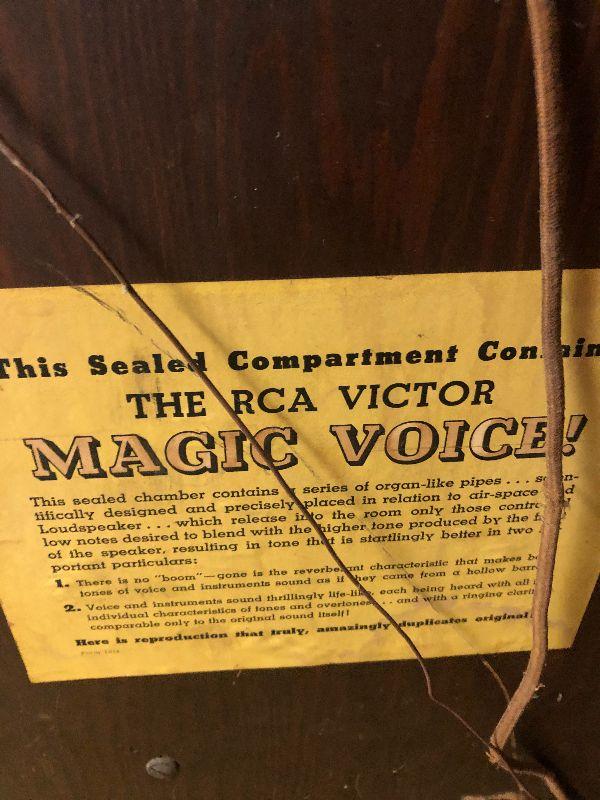 This Sealed Compartment Contain
THE RCA VICTOR
MAGIC VOICE!
This sealed chamber contains series of organ-like pipes . . . scien-
tifically designed and precisely placed in relation to air-space and
Loudspeaker . . . which release into the room only those
low notes desired to blend with the higher tone produced by the
of the speaker, resulting in tone that is startlingly better in two
portant particulars:
1. There is no "boom"—gone is the reverberant characteristic that makes
tones of voice and instruments sound as if they came from a hollow
2. Voice and instruments sound thrillingly life-like, each being heard with all
individual characteristics of tones and overtones . . . and with a ringing
comparable only to the original sound itself!
Here is reproduction that truly, amazingly duplicates original